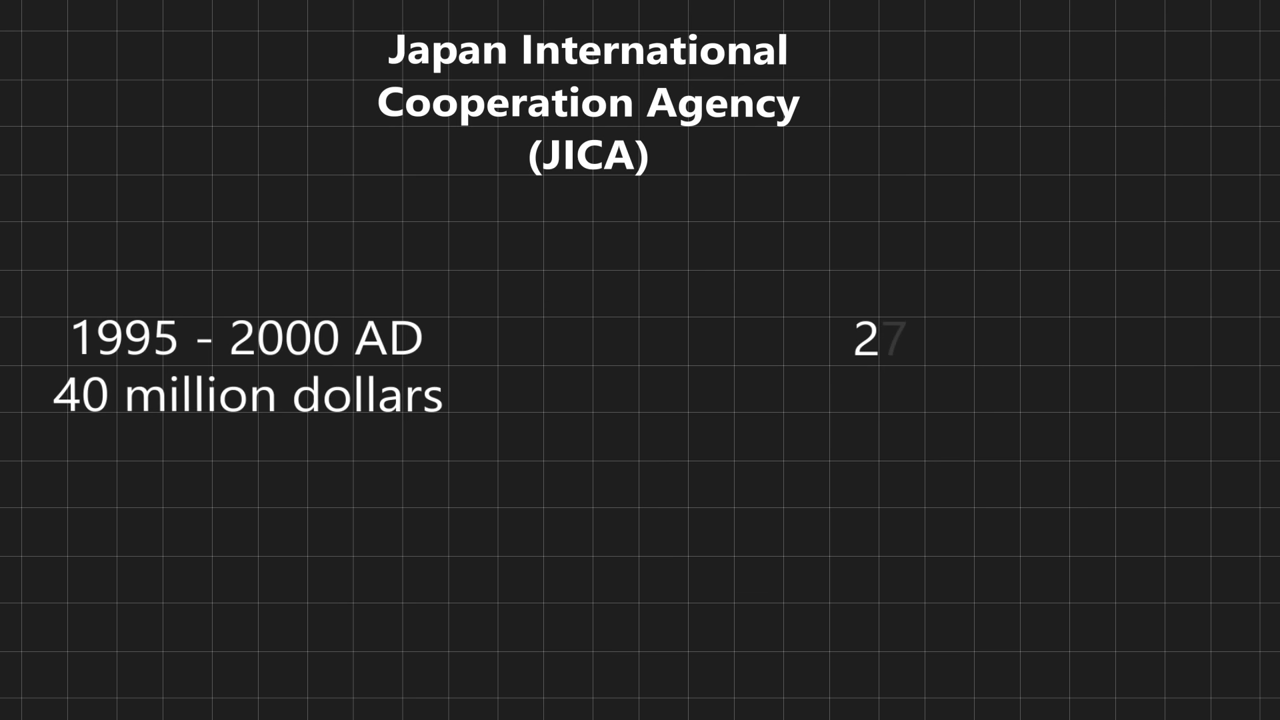 Japan International
Cooperation Agency
(JICA)
1995 - 2000 AD
40 million dollars
27